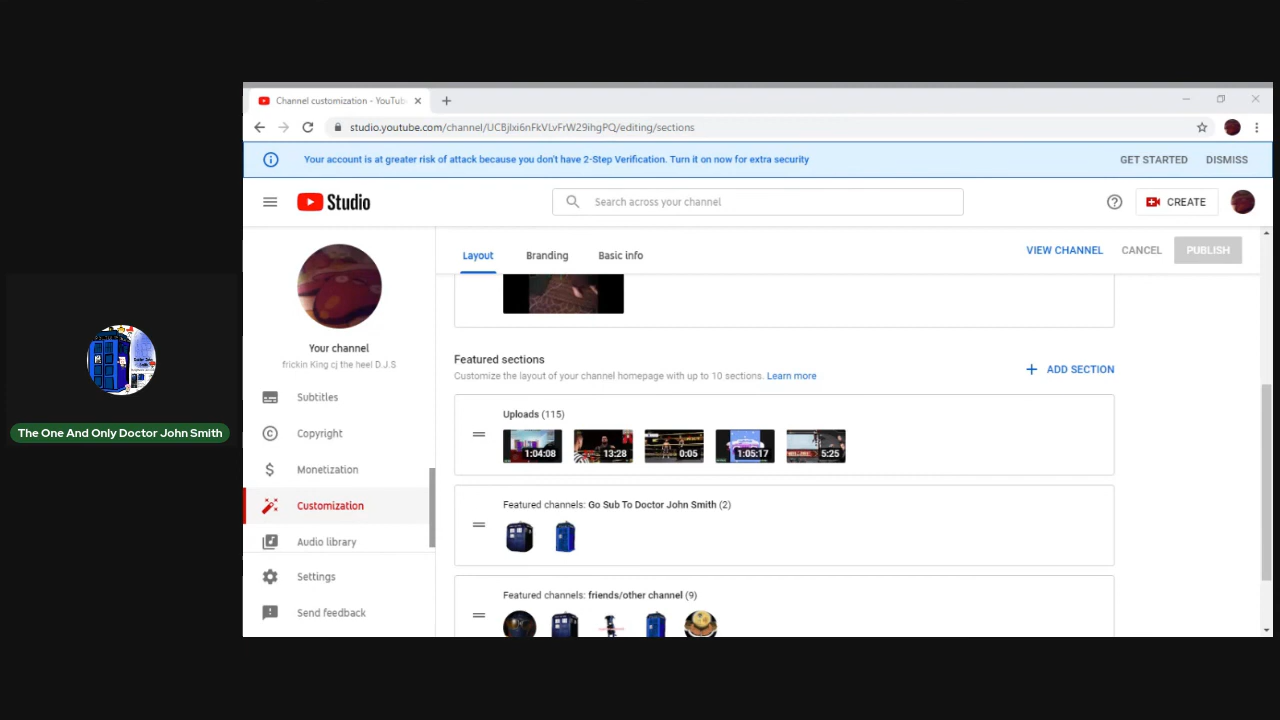 Channel customization - YouTub
studio.youtube.com/channel/UCBjlxi6nFkVLvFrW29ihgPQ/editing/sections
Your account is at greater risk of attack because you don't have 2-Step Verification. Turn it on now for extra security
GET STARTED
DISMISS
Studio
Search across your channel
CREATE
Layout
Branding
Basic info
VIEW CHANNEL
CANCEL
PUBLISH
Your channel
frickin King cj the heel D.J.S
Subtitles
Copyright
Monetization
Customization
Audio library
Settings
Send feedback
Featured sections
Customize the layout of your channel homepage with up to 10 sections. Learn more
ADD SECTION
Uploads (115)
1:04:08
13:28
0:05
1:05:17
5:25
Featured channels: Go Sub To Doctor John Smith (2)
Featured channels: friends/other channel (9)
The One And Only Doctor John Smith